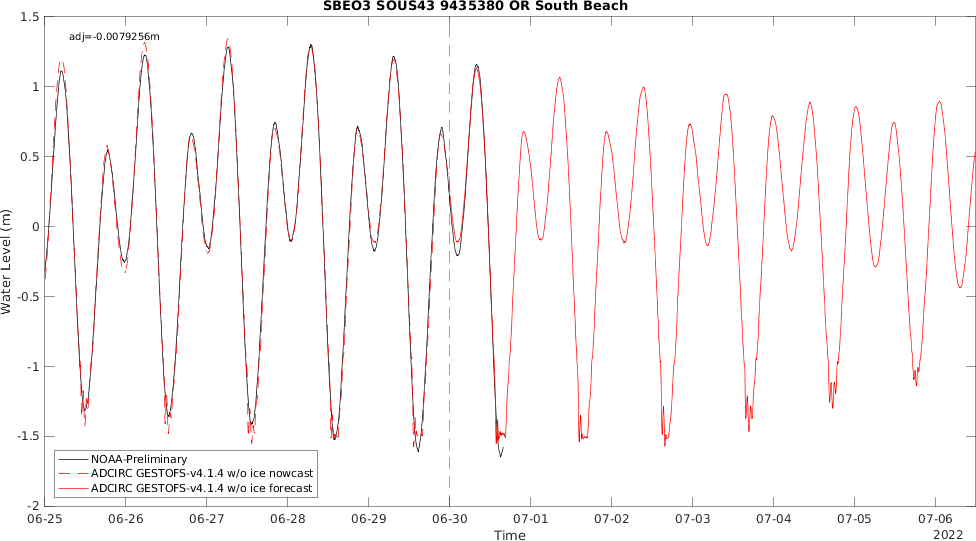 SBEO3 SOUS43 9435380 OR South Beach
adj=-0.0079256m
1.5
1
0.5
0
-0.5
-1
-1.5
-2
Water Level (m)
NOAA-Preliminary
ADCIRC GESTOFS-v4.1.4 w/o ice nowcast
ADCIRC GESTOFS-v4.1.4 w/o ice forecast
06-25 06-26 06-27 06-28 06-29 06-30 07-01 07-02 07-03 07-04 07-05 07-06
Time
2022